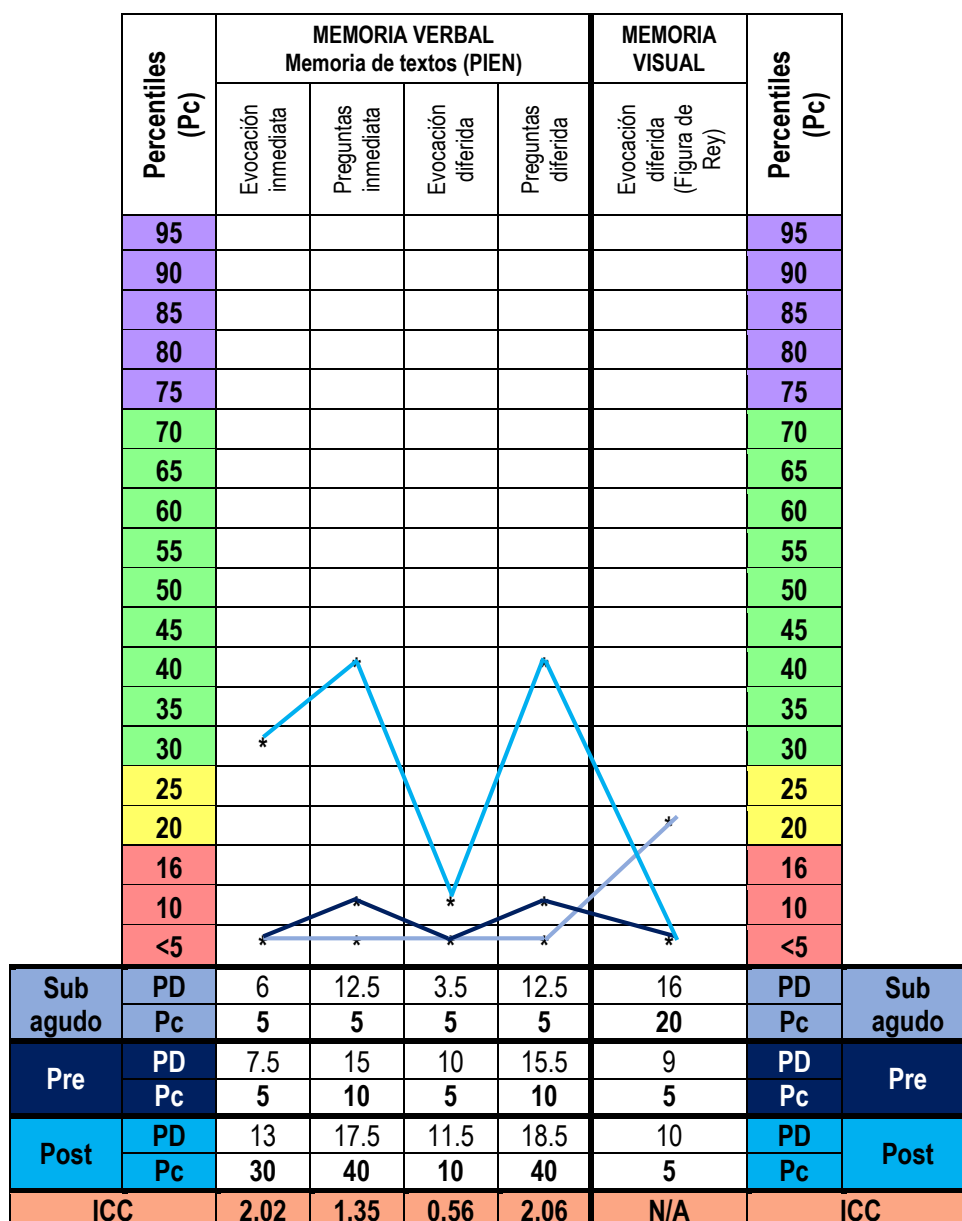 Percentiles (Pc)
MEMORIA VERBAL
Memoria de textos (PIEN)
MEMORIA VISUAL
Percentiles (Pc)
Evocación inmediata
Preguntas inmediata
Evocación diferida
Preguntas diferida
Evocación diferida (Figura de Rey)
95 95
90 90
85 85
80 80
75 75
70 70
65 65
60 60
55 55
50 50
45 45
40 * * 40
35 35
30 * 30
25 25
20 * 20
16 16
10 * * * 10
<5 * * * * * <5
Sub agudo PD 6 12.5 3.5 12.5 16 PD Sub agudo
Pc 5 5 5 5 20 Pc
Pre PD 7.5 15 10 15.5 9 PD Pre
Pc 5 10 5 10 5 Pc
Post PD 13 17.5 11.5 18.5 10 PD Post
Pc 30 40 10 40 5 Pc
ICC 2.02 1.35 0.56 2.06 N/A ICC